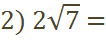 2) 2√7 =